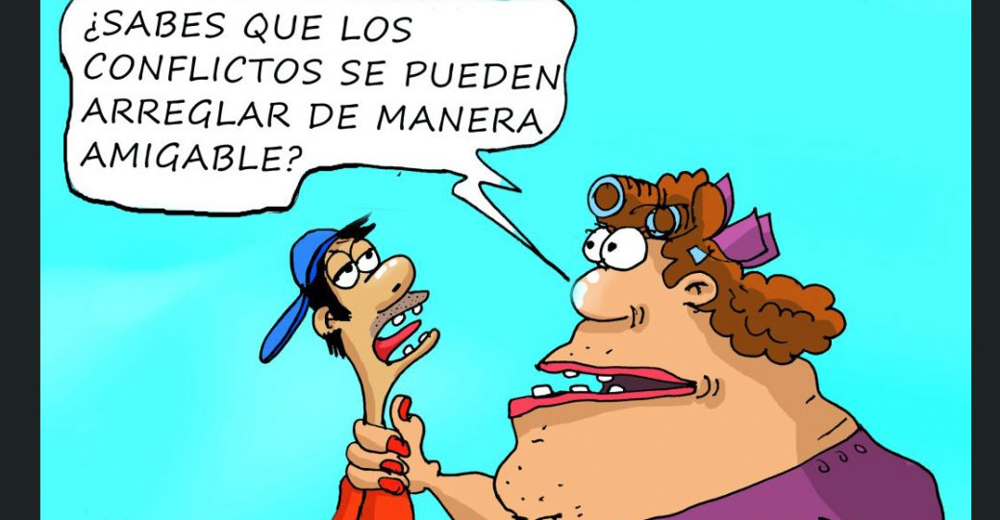 ¿SABES QUE LOS
CONFLICTOS SE PUEDEN
ARREGLAR DE MANERA
AMIGABLE?